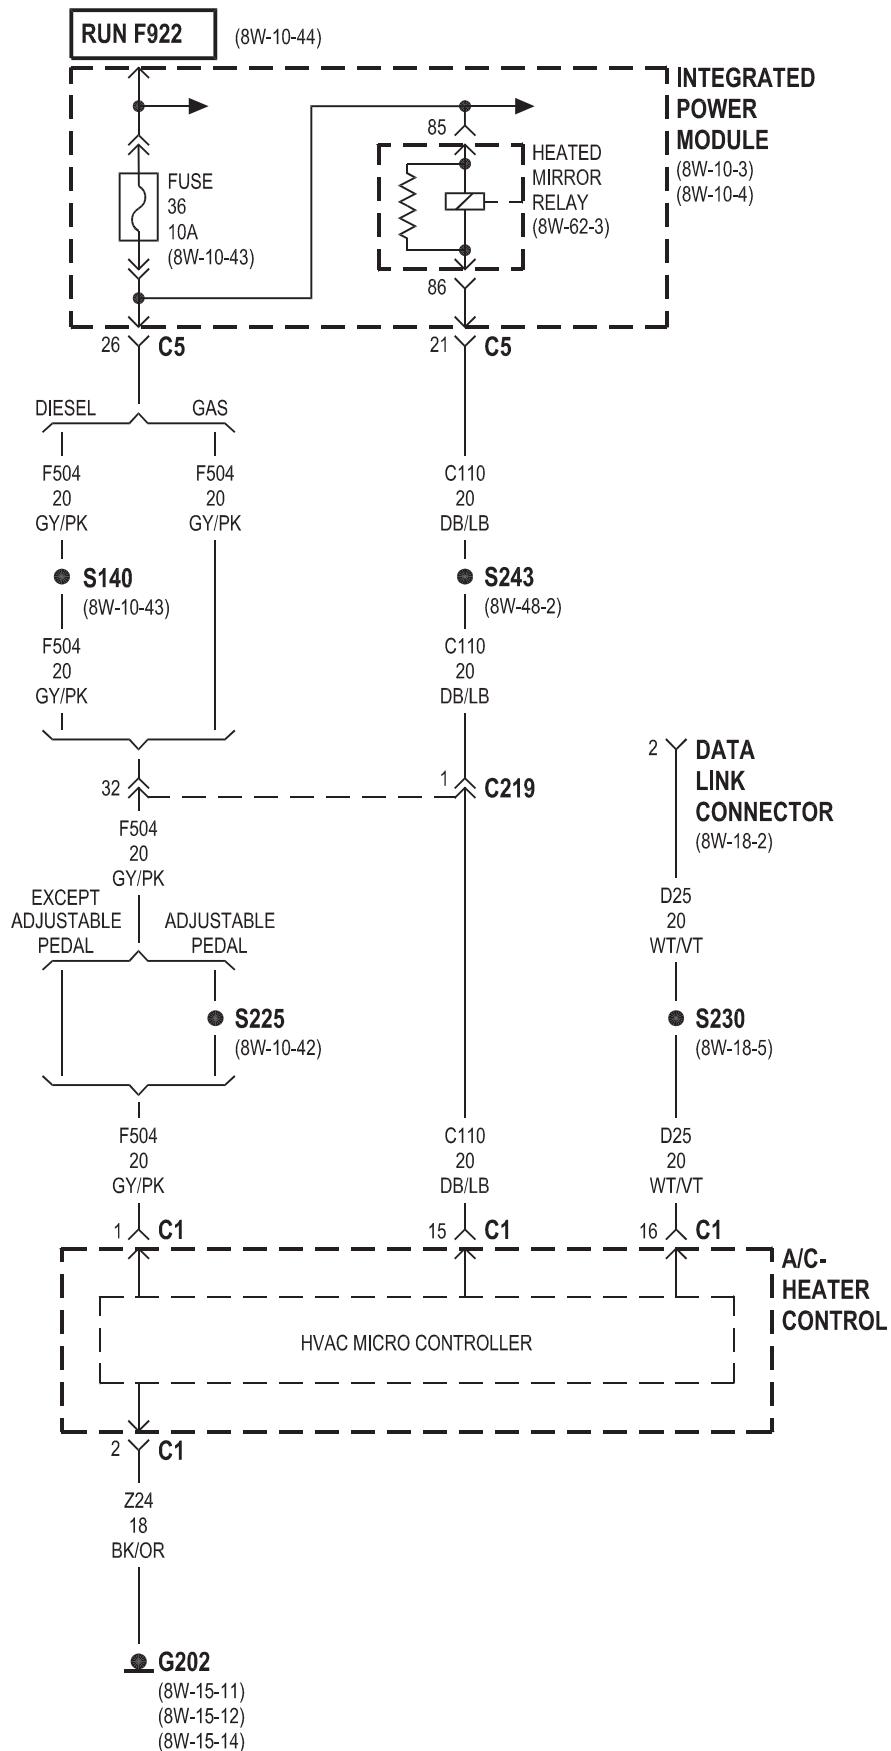 RUN F922
(8W-10-44)
INTEGRATED
POWER
MODULE
(8W-10-3)
(8W-10-4)
85
HEATED
MIRROR
RELAY
(8W-62-3)
FUSE
36
10A
(8W-10-43)
86
26
C5
21
C5
DIESEL
GAS
F504
20
GY/PK
F504
20
GY/PK
C110
20
DB/LB
S140
(8W-10-43)
S243
(8W-48-2)
F504
20
GY/PK
C110
20
DB/LB
2
DATA
LINK
CONNECTOR
(8W-18-2)
32
1
C219
F504
20
GY/PK
D25
20
WT/VT
EXCEPT
ADJUSTABLE
PEDAL
ADJUSTABLE
PEDAL
S225
(8W-10-42)
S230
(8W-18-5)
F504
20
GY/PK
C110
20
DB/LB
D25
20
WT/VT
1
C1
15
C1
16
C1
A/C-
HEATER
CONTROL
HVAC MICRO CONTROLLER
2
C1
Z24
18
BK/OR
G202
(8W-15-11)
(8W-15-12)
(8W-15-14)